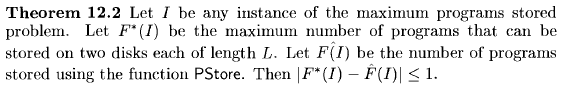 Theorem 12.2 Let I be any instance of the maximum programs stored
problem. Let F*(I) be the maximum number of programs that can be
stored on two disks each of length L. Let F̂(I) be the number of programs
stored using the function PStore. Then |F*(I) − F̂(I)| ≤ 1.